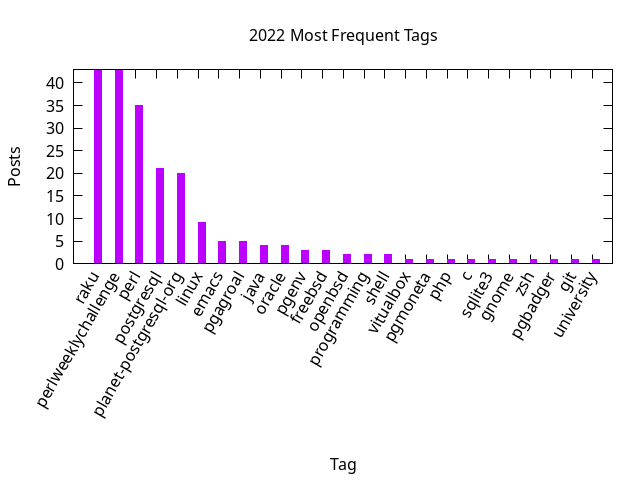 2022 Most Frequent Tags
Posts
40
35
30
25
20
15
10
5
0
raku
perlweeklychallenge
perl
postgresql
planet-postgresql-org
linux
emacs
pgagroal
java
oracle
pgenv
freebsd
openbsd
programming
shell
vitualbox
pgmoneta
php
c
sqlite3
gnome
zsh
pgbadger
git
university
Tag